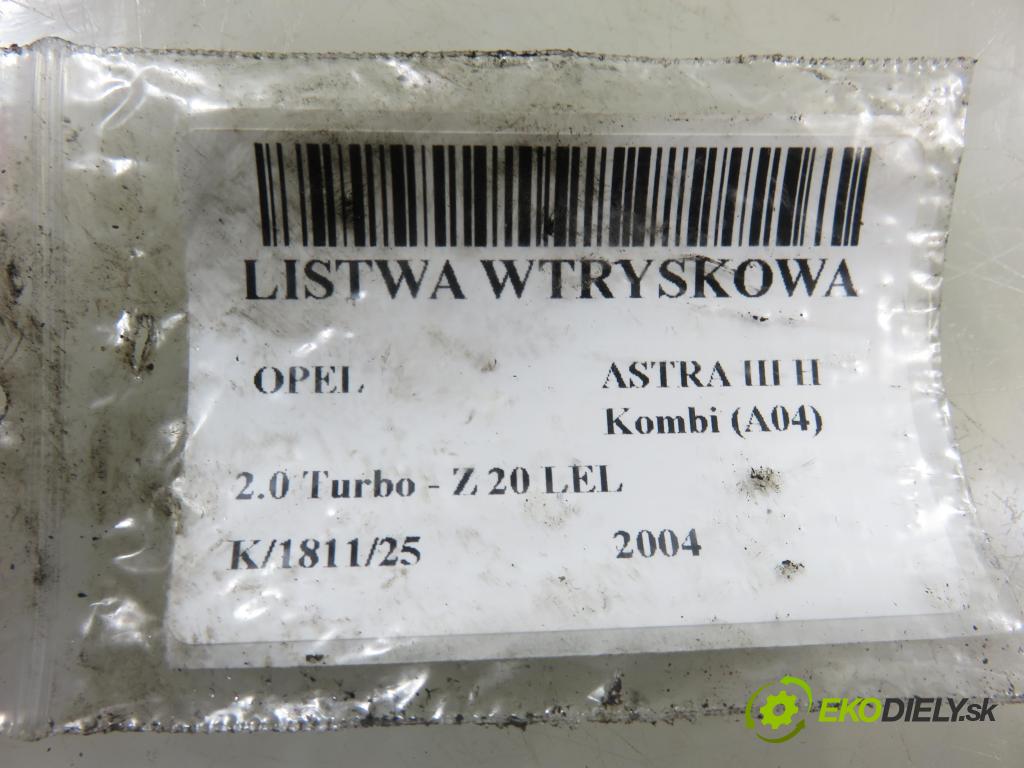 LISTWA WTRYSKOWA
OPEL ASTRA III H
Kombi (A04)
2.0 Turbo - Z 20 LEL
K/1811/25 2004
EKODIELY.sk